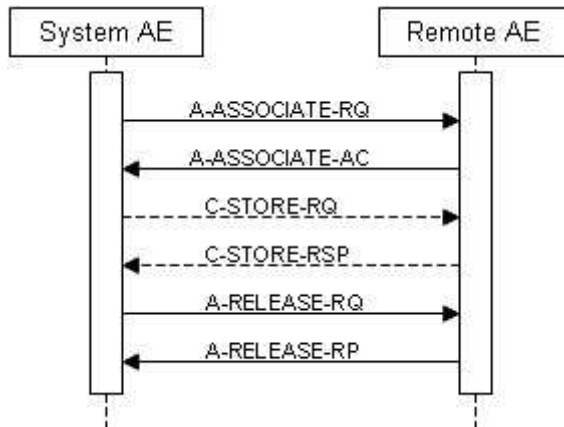 System AE
Remote AE
A-ASSOCIATE-RQ
A-ASSOCIATE-AC
C-STORE-RQ
C-STORE-RSP
A-RELEASE-RQ
A-RELEASE-RP